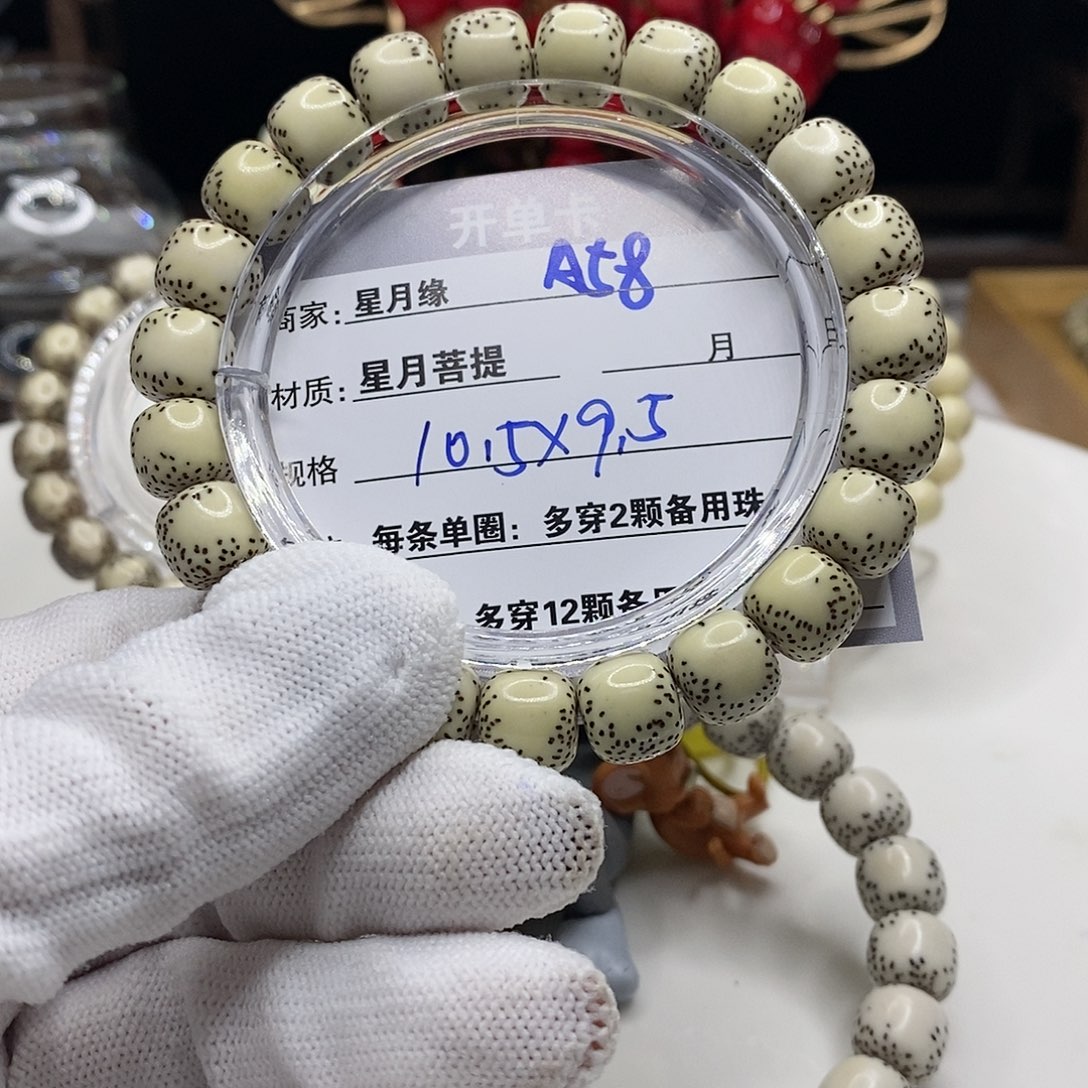 开单卡
A58
商家：星月缘
材质：星月菩提
月
规格 10.5X9.5
每条单圈：多穿2颗备用珠
多穿12颗备用